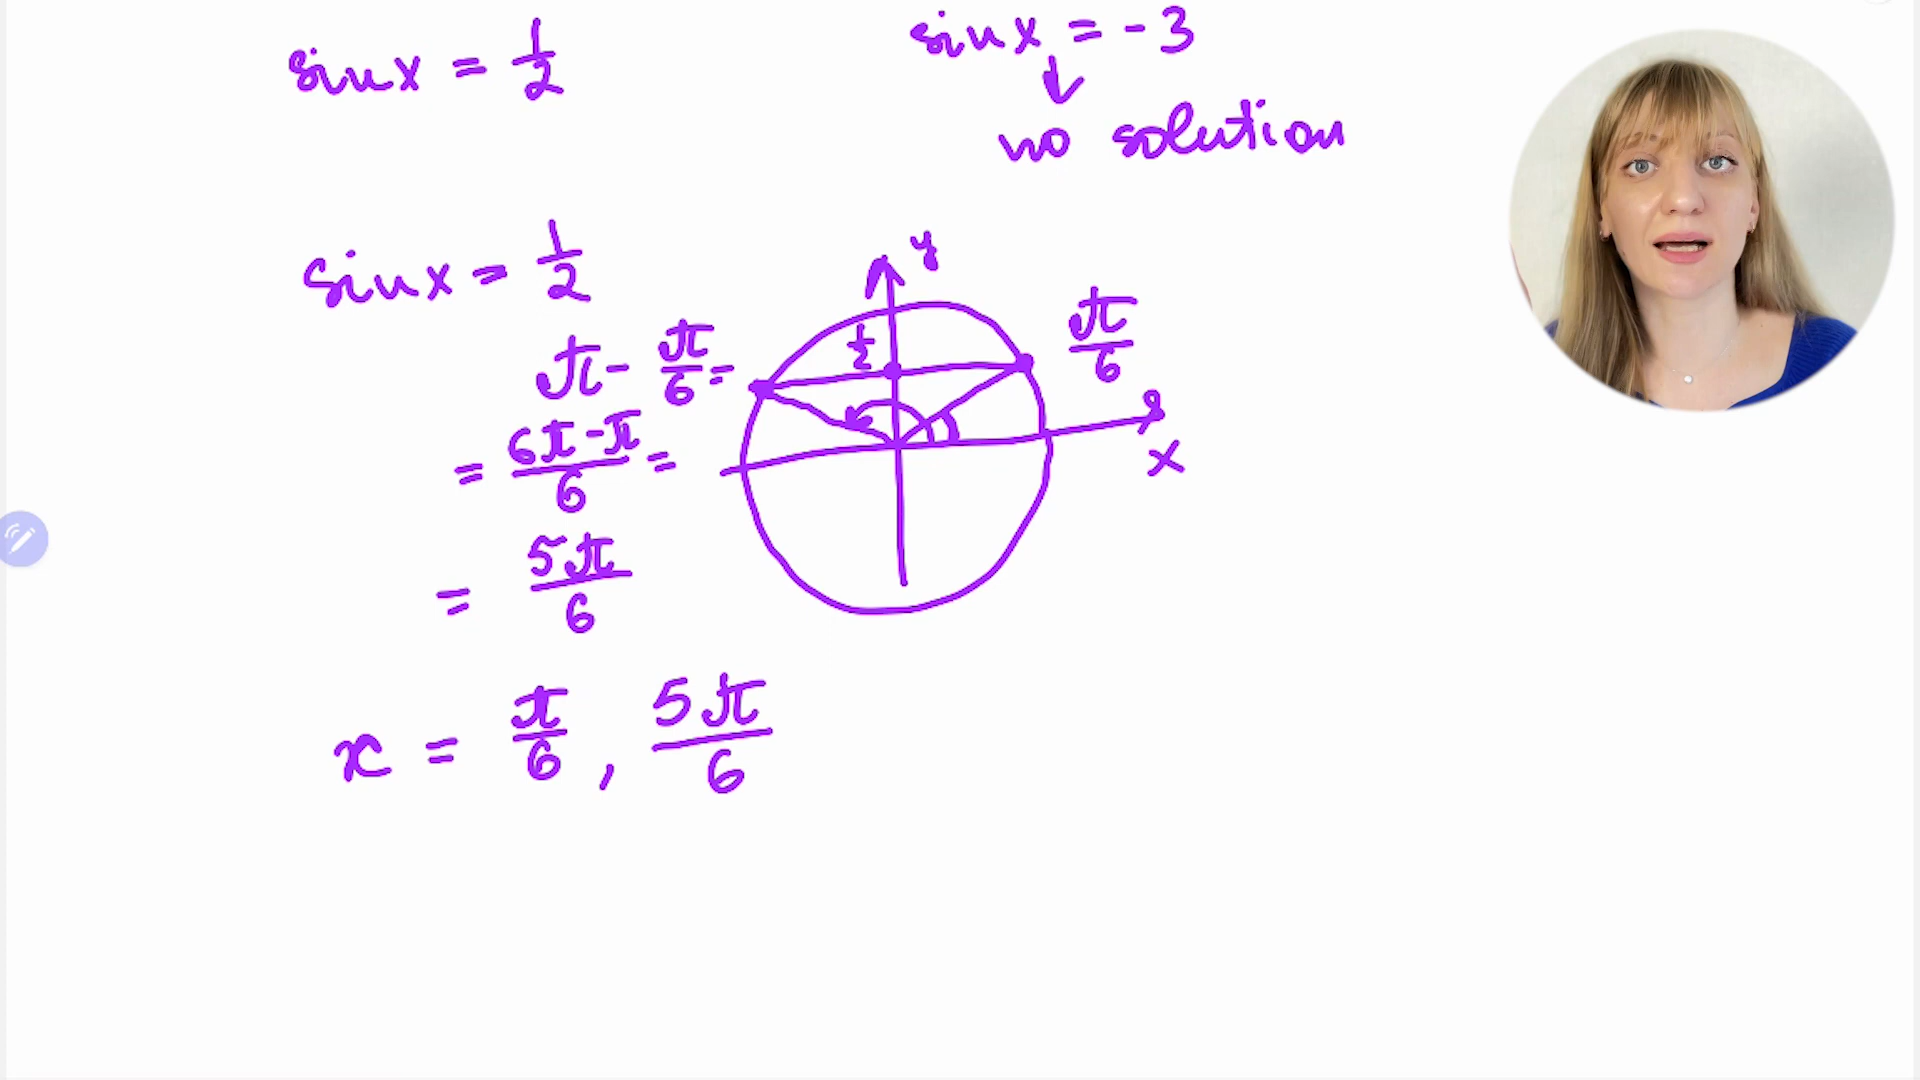 sin x = 1/2
sin x = -3
no solution
sin x = 1/2
y
π/6
1/2
π - π/6 =
= (6π - π)/6 =
x
= 5π/6
x = π/6 , 5π/6